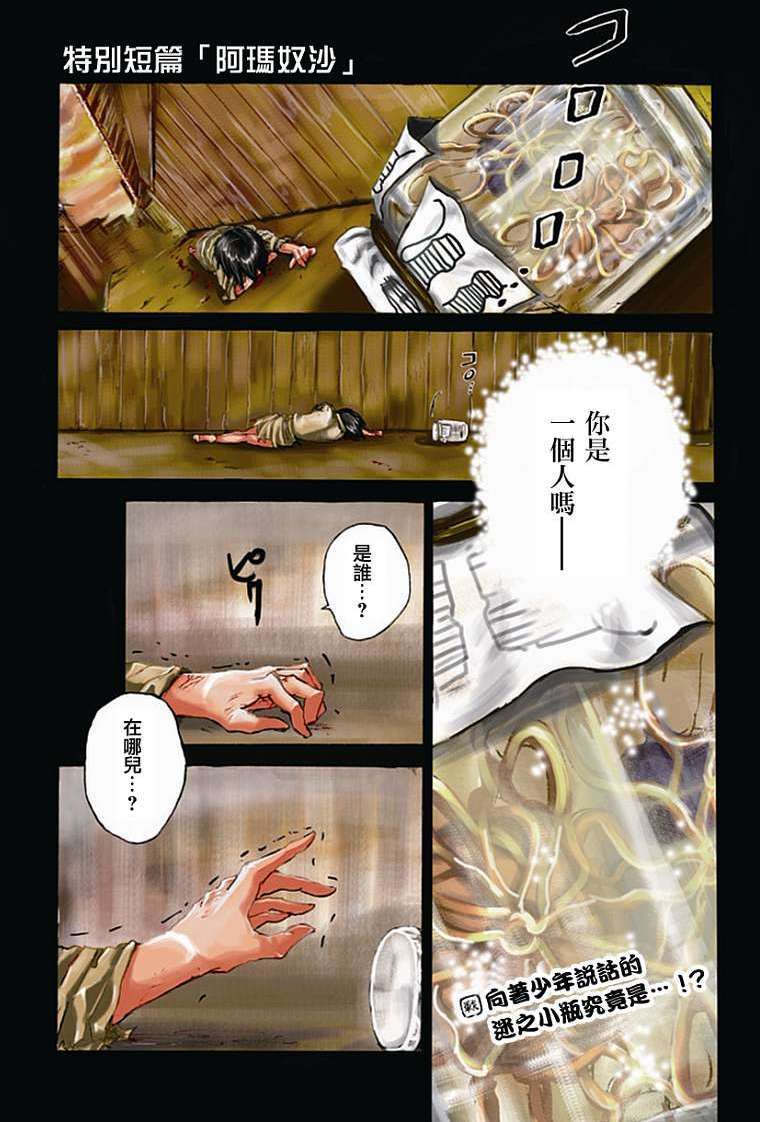 特別短篇「阿瑪奴沙」
コロロロ
コロ…
你是
一個人嗎──
ピク
是誰…?
在哪兒…?
戰
向著少年説話的
迷之小瓶究竟是…!?